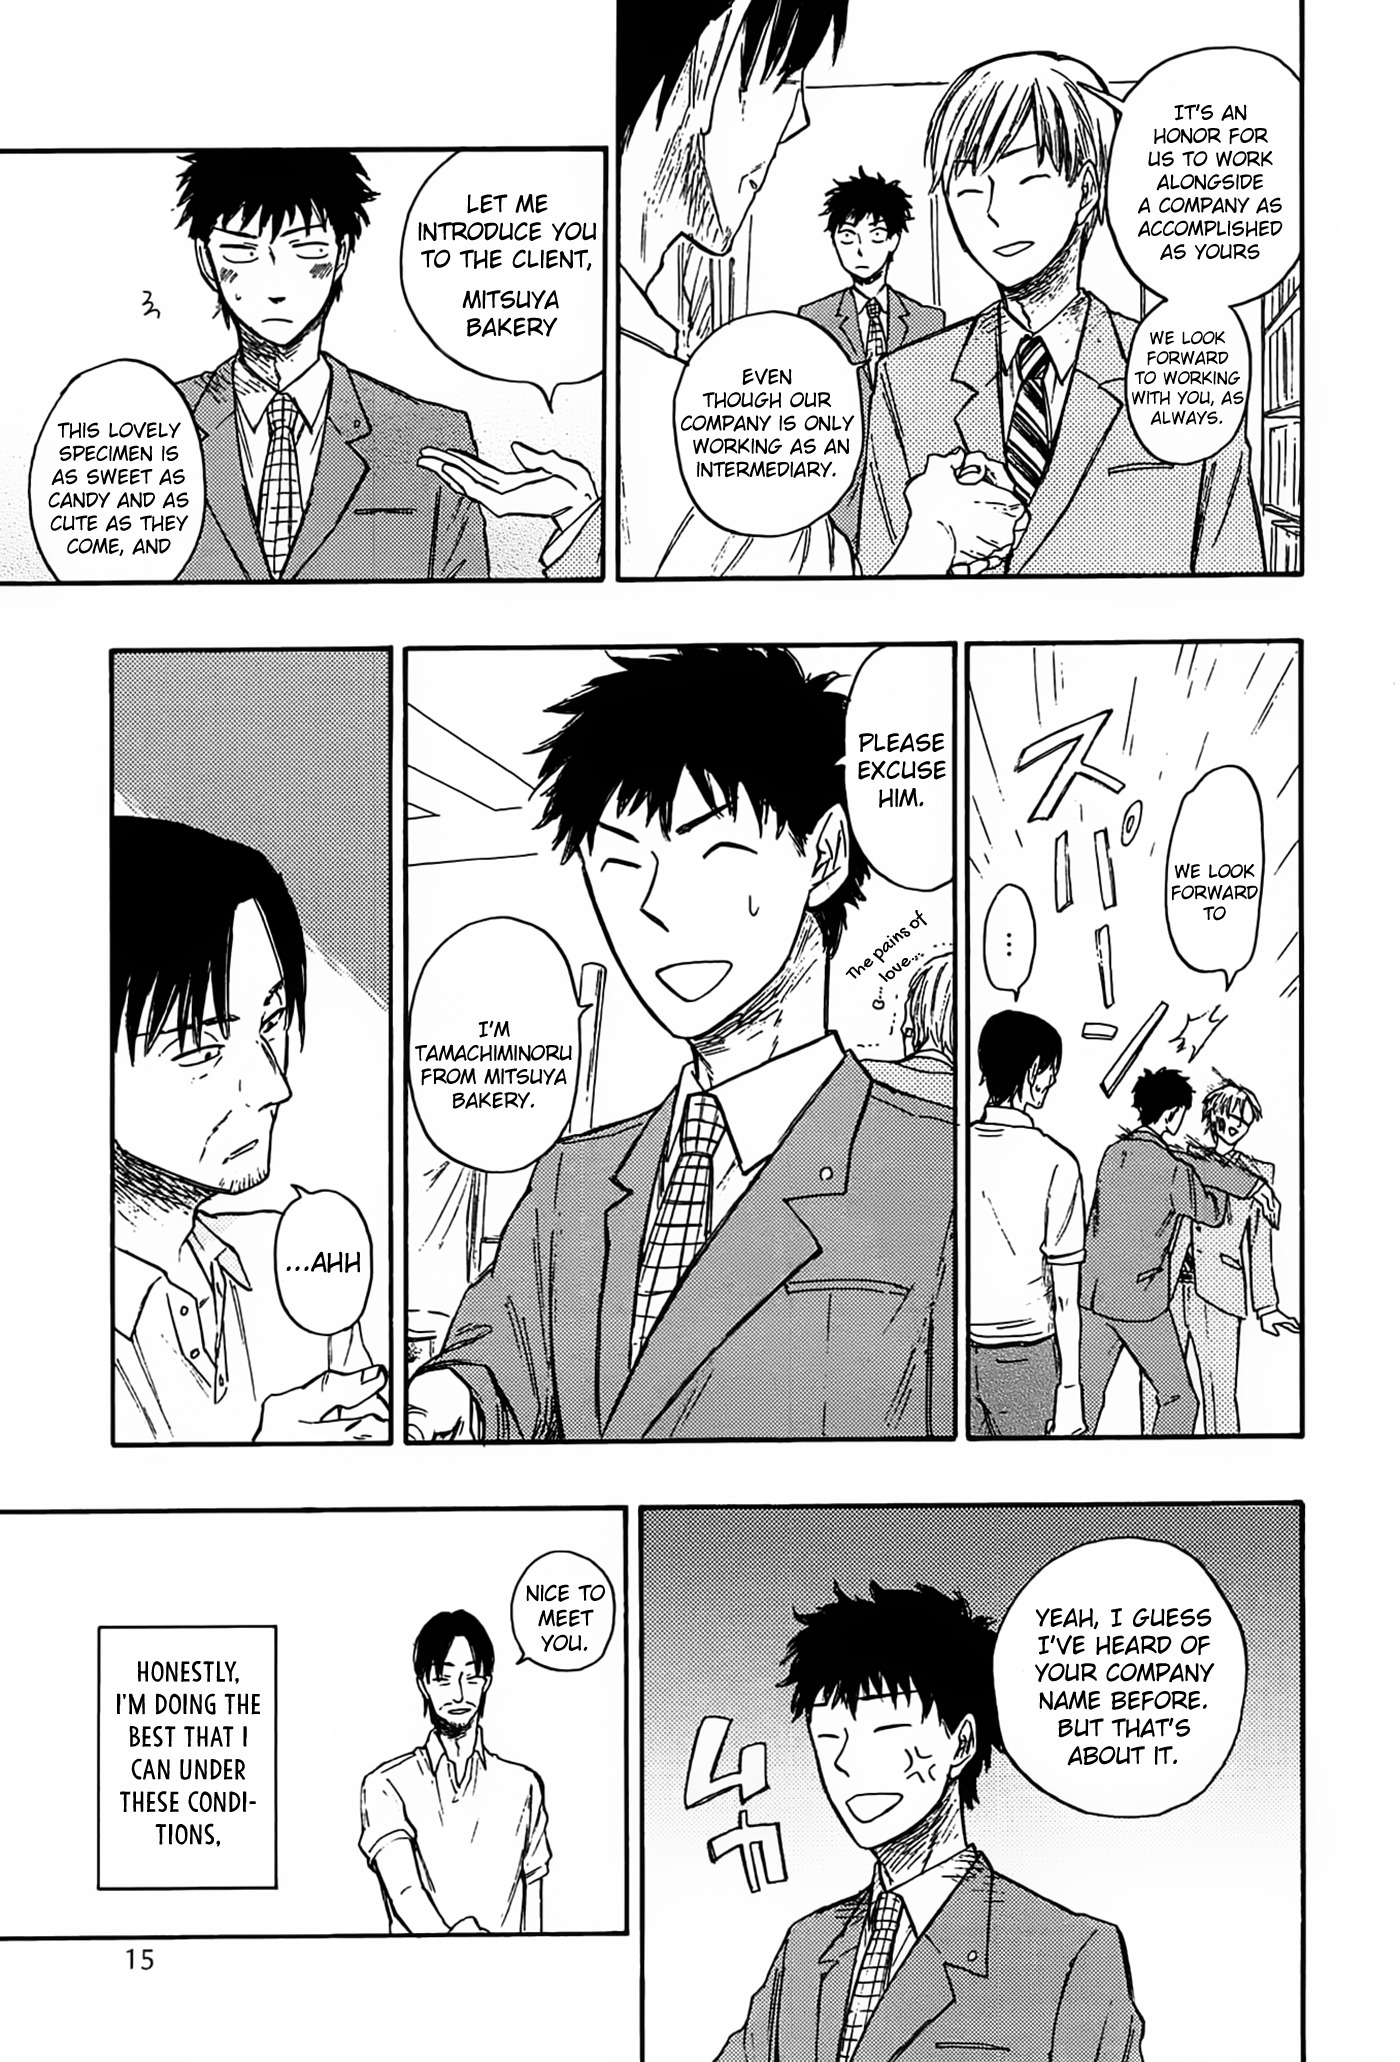 IT'S AN
HONOR FOR
US TO WORK
ALONGSIDE
A COMPANY AS
ACCOMPLISHED
AS YOURS
WE LOOK
FORWARD
TO WORKING
WITH YOU, AS
ALWAYS.
EVEN
THOUGH OUR
COMPANY IS ONLY
WORKING AS AN
INTERMEDIARY.
LET ME
INTRODUCE YOU
TO THE CLIENT,
MITSUYA
BAKERY
THIS LOVELY
SPECIMEN IS
AS SWEET AS
CANDY AND AS
CUTE AS THEY
COME, AND
WE LOOK
FORWARD
TO
...
PLEASE
EXCUSE
HIM.
The pains of
love...
I'M
TAMACHIMINORU
FROM MITSUYA
BAKERY.
...AHH
YEAH, I GUESS
I'VE HEARD OF
YOUR COMPANY
NAME BEFORE.
BUT THAT'S
ABOUT IT.
ムカ
NICE TO
MEET
YOU.
HONESTLY,
I'M DOING THE
BEST THAT I
CAN UNDER
THESE CONDI-
TIONS,
15